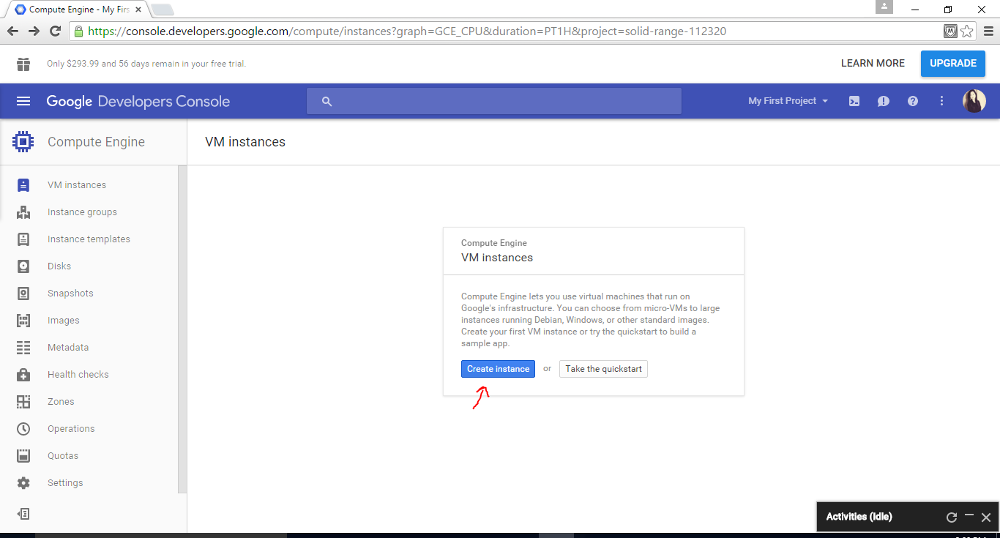 Compute Engine - My Firs
https://console.developers.google.com/compute/instances?graph=GCE_CPU&duration=PT1H&project=solid-range-112320
Only $293.99 and 56 days remain in your free trial.
LEARN MORE
UPGRADE
Google Developers Console
My First Project
Compute Engine
VM instances
VM instances
Instance groups
Instance templates
Disks
Snapshots
Images
Metadata
Health checks
Zones
Operations
Quotas
Settings
Compute Engine
VM instances
Compute Engine lets you use virtual machines that run on
Google's infrastructure. You can choose from micro-VMs to large
instances running Debian, Windows, or other standard images.
Create your first VM instance or try the quickstart to build a
sample app.
Create instance or Take the quickstart
Activities (Idle)